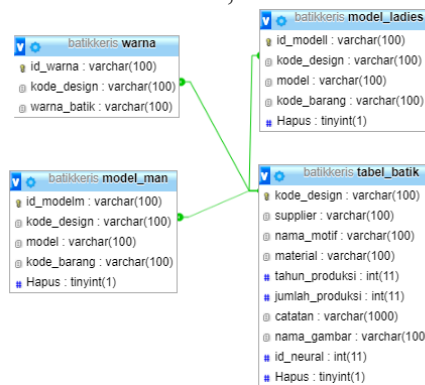 batikkeris warna
id_warna : varchar(100)
kode_design : varchar(100)
warna_batik : varchar(100)
batikkeris model_ladies
id_modell : varchar(100)
kode_design : varchar(100)
model : varchar(100)
kode_barang : varchar(100)
Hapus : tinyint(1)
batikkeris model_man
id_modelm : varchar(100)
kode_design : varchar(100)
model : varchar(100)
kode_barang : varchar(100)
Hapus : tinyint(1)
batikkeris tabel_batik
kode_design : varchar(100)
supplier : varchar(100)
nama_motif : varchar(100)
material : varchar(100)
tahun_produksi : int(11)
jumlah_produksi : int(11)
catatan : varchar(1000)
nama_gambar : varchar(100
id_neural : int(11)
Hapus : tinyint(1)